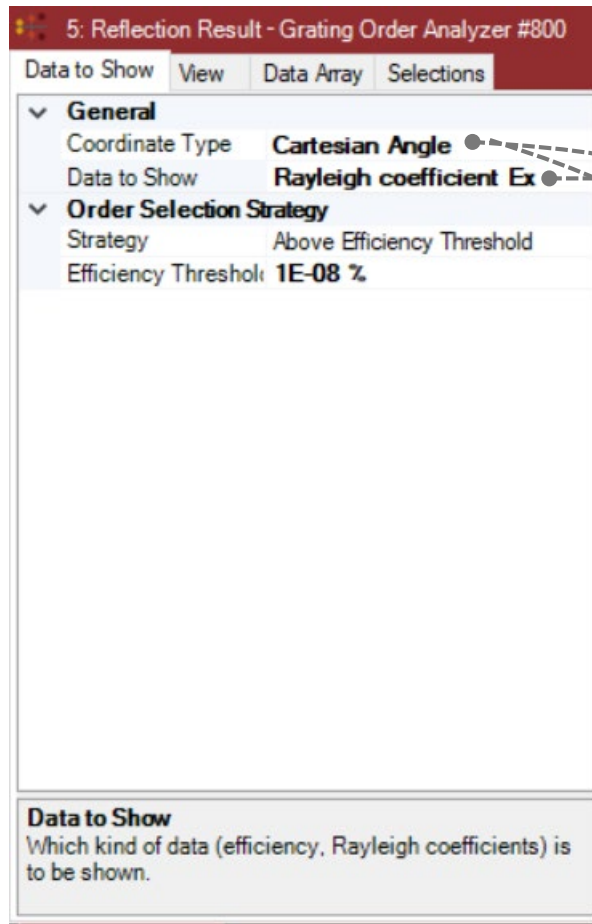 5: Reflection Result - Grating Order Analyzer #800
Data to Show View Data Array Selections
General
Coordinate Type Cartesian Angle
Data to Show Rayleigh coefficient Ex
Order Selection Strategy
Strategy Above Efficiency Threshold
Efficiency Threshol 1E-08 %
Data to Show
Which kind of data (efficiency, Rayleigh coefficients) is
to be shown.